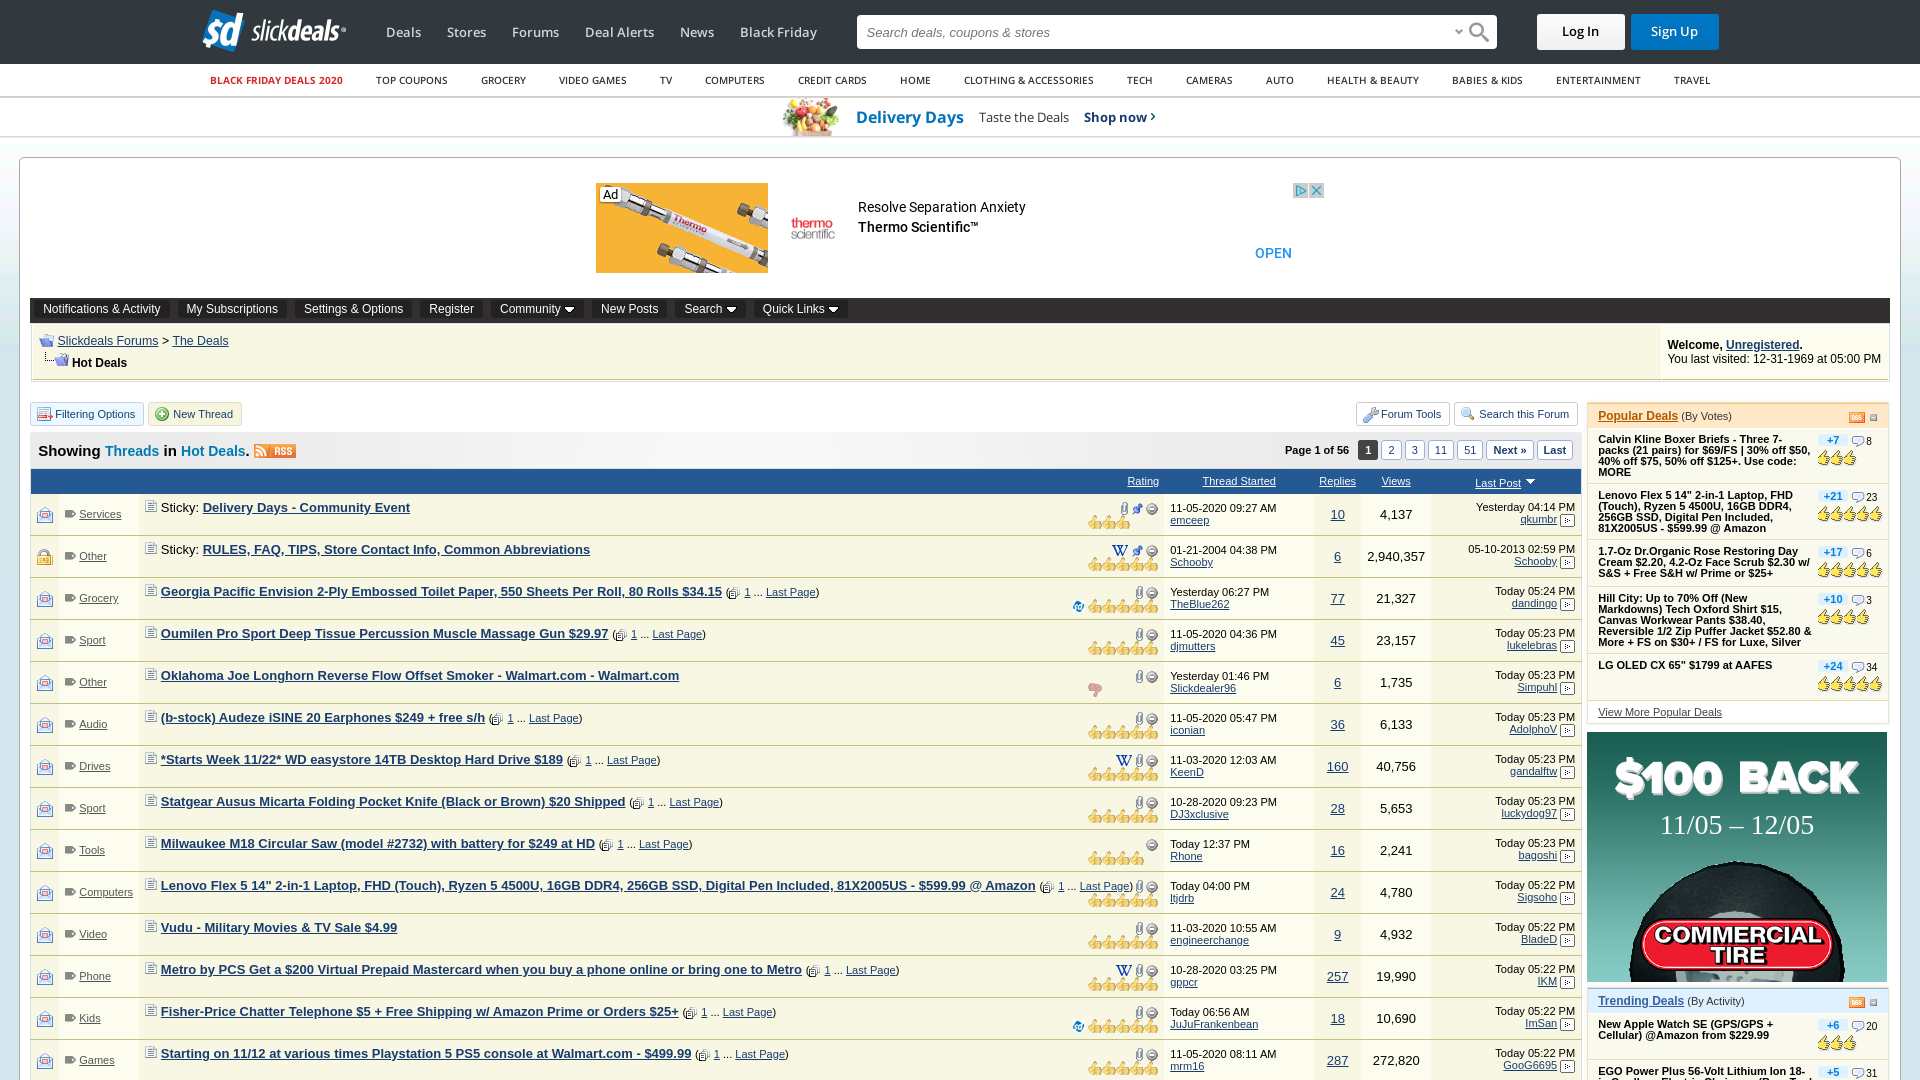 slickdeals
Deals Stores Forums Deal Alerts News Black Friday
Search deals, coupons & stores
Log In Sign Up
BLACK FRIDAY DEALS 2020 TOP COUPONS GROCERY VIDEO GAMES TV COMPUTERS CREDIT CARDS HOME CLOTHING & ACCESSORIES TECH CAMERAS AUTO HEALTH & BEAUTY BABIES & KIDS ENTERTAINMENT TRAVEL
Delivery Days Taste the Deals Shop now ›
Ad
thermo scientific
Resolve Separation Anxiety
Thermo Scientific™
OPEN
Notifications & Activity My Subscriptions Settings & Options Register Community New Posts Search Quick Links
Slickdeals Forums > The Deals
Hot Deals
Welcome, Unregistered.
You last visited: 12-31-1969 at 05:00 PM
Filtering Options New Thread Forum Tools Search this Forum
Showing Threads in Hot Deals. RSS Page 1 of 56 1 2 3 11 51 Next » Last
Rating Thread Started Replies Views Last Post
Services Sticky: Delivery Days - Community Event 11-05-2020 09:27 AM emceep 10 4,137 Yesterday 04:14 PM qkumbr
Other Sticky: RULES, FAQ, TIPS, Store Contact Info, Common Abbreviations 01-21-2004 04:38 PM Schooby 6 2,940,357 05-10-2013 02:59 PM Schooby
Grocery Georgia Pacific Envision 2-Ply Embossed Toilet Paper, 550 Sheets Per Roll, 80 Rolls $34.15 ( 1 ... Last Page) Yesterday 06:27 PM TheBlue262 77 21,327 Today 05:24 PM dandingo
Sport Oumilen Pro Sport Deep Tissue Percussion Muscle Massage Gun $29.97 ( 1 ... Last Page) 11-05-2020 04:36 PM djmutters 45 23,157 Today 05:23 PM lukelebras
Other Oklahoma Joe Longhorn Reverse Flow Offset Smoker - Walmart.com - Walmart.com Yesterday 01:46 PM Slickdealer96 6 1,735 Today 05:23 PM Simpuhl
Audio (b-stock) Audeze iSINE 20 Earphones $249 + free s/h ( 1 ... Last Page) 11-05-2020 05:47 PM iconian 36 6,133 Today 05:23 PM AdolphoV
Drives *Starts Week 11/22* WD easystore 14TB Desktop Hard Drive $189 ( 1 ... Last Page) 11-03-2020 12:03 AM KeenD 160 40,756 Today 05:23 PM gandalftw
Sport Statgear Ausus Micarta Folding Pocket Knife (Black or Brown) $20 Shipped ( 1 ... Last Page) 10-28-2020 09:23 PM DJ3xclusive 28 5,653 Today 05:23 PM luckydog97
Tools Milwaukee M18 Circular Saw (model #2732) with battery for $249 at HD ( 1 ... Last Page) Today 12:37 PM Rhone 16 2,241 Today 05:23 PM bagoshi
Computers Lenovo Flex 5 14" 2-in-1 Laptop, FHD (Touch), Ryzen 5 4500U, 16GB DDR4, 256GB SSD, Digital Pen Included, 81X2005US - $599.99 @ Amazon ( 1 ... Last Page) Today 04:00 PM ltjdrb 24 4,780 Today 05:22 PM Sigsoho
Video Vudu - Military Movies & TV Sale $4.99 11-03-2020 10:55 AM engineerchange 9 4,932 Today 05:22 PM BladeD
Phone Metro by PCS Get a $200 Virtual Prepaid Mastercard when you buy a phone online or bring one to Metro ( 1 ... Last Page) 10-28-2020 03:25 PM gppcr 257 19,990 Today 05:22 PM IKM
Kids Fisher-Price Chatter Telephone $5 + Free Shipping w/ Amazon Prime or Orders $25+ ( 1 ... Last Page) Today 06:56 AM JuJuFrankenbean 18 10,690 Today 05:22 PM ImSan
Games Starting on 11/12 at various times Playstation 5 PS5 console at Walmart.com - $499.99 ( 1 ... Last Page) 11-05-2020 08:11 AM mrm16 287 272,820 Today 05:22 PM GooG6695
Popular Deals (By Votes)
Calvin Kline Boxer Briefs - Three 7- +7 8
packs (21 pairs) for $69/FS | 30% off $50,
40% off $75, 50% off $125+. Use code:
MORE
Lenovo Flex 5 14" 2-in-1 Laptop, FHD +21 23
(Touch), Ryzen 5 4500U, 16GB DDR4,
256GB SSD, Digital Pen Included,
81X2005US - $599.99 @ Amazon
1.7-Oz Dr.Organic Rose Restoring Day +17 6
Cream $2.20, 4.2-Oz Face Scrub $2.30 w/
S&S + Free S&H w/ Prime or $25+
Hill City: Up to 70% Off (New +10 3
Markdowns) Tech Oxford Shirt $15,
Canvas Workwear Pants $38.40,
Reversible 1/2 Zip Puffer Jacket $52.80 &
More + FS on $30+ / FS for Luxe, Silver
LG OLED CX 65" $1799 at AAFES +24 34
View More Popular Deals
$100 BACK
11/05 – 12/05
COMMERCIAL
TIRE
Trending Deals (By Activity)
New Apple Watch SE (GPS/GPS + +6 20
Cellular) @Amazon from $229.99
EGO Power Plus 56-Volt Lithium Ion 18- +5 31